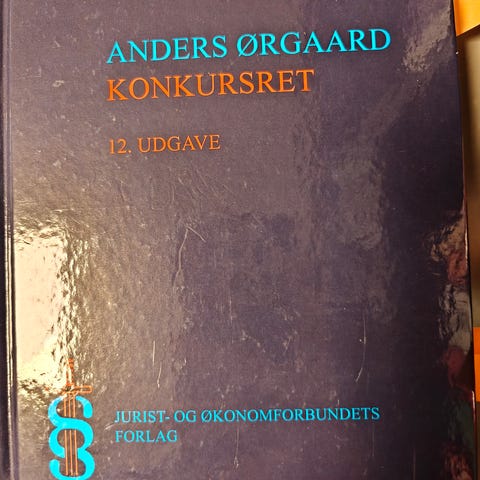 ANDERS ØRGAARD
KONKURSRET
12. UDGAVE
JURIST- OG ØKONOMFORBUNDETS
FORLAG